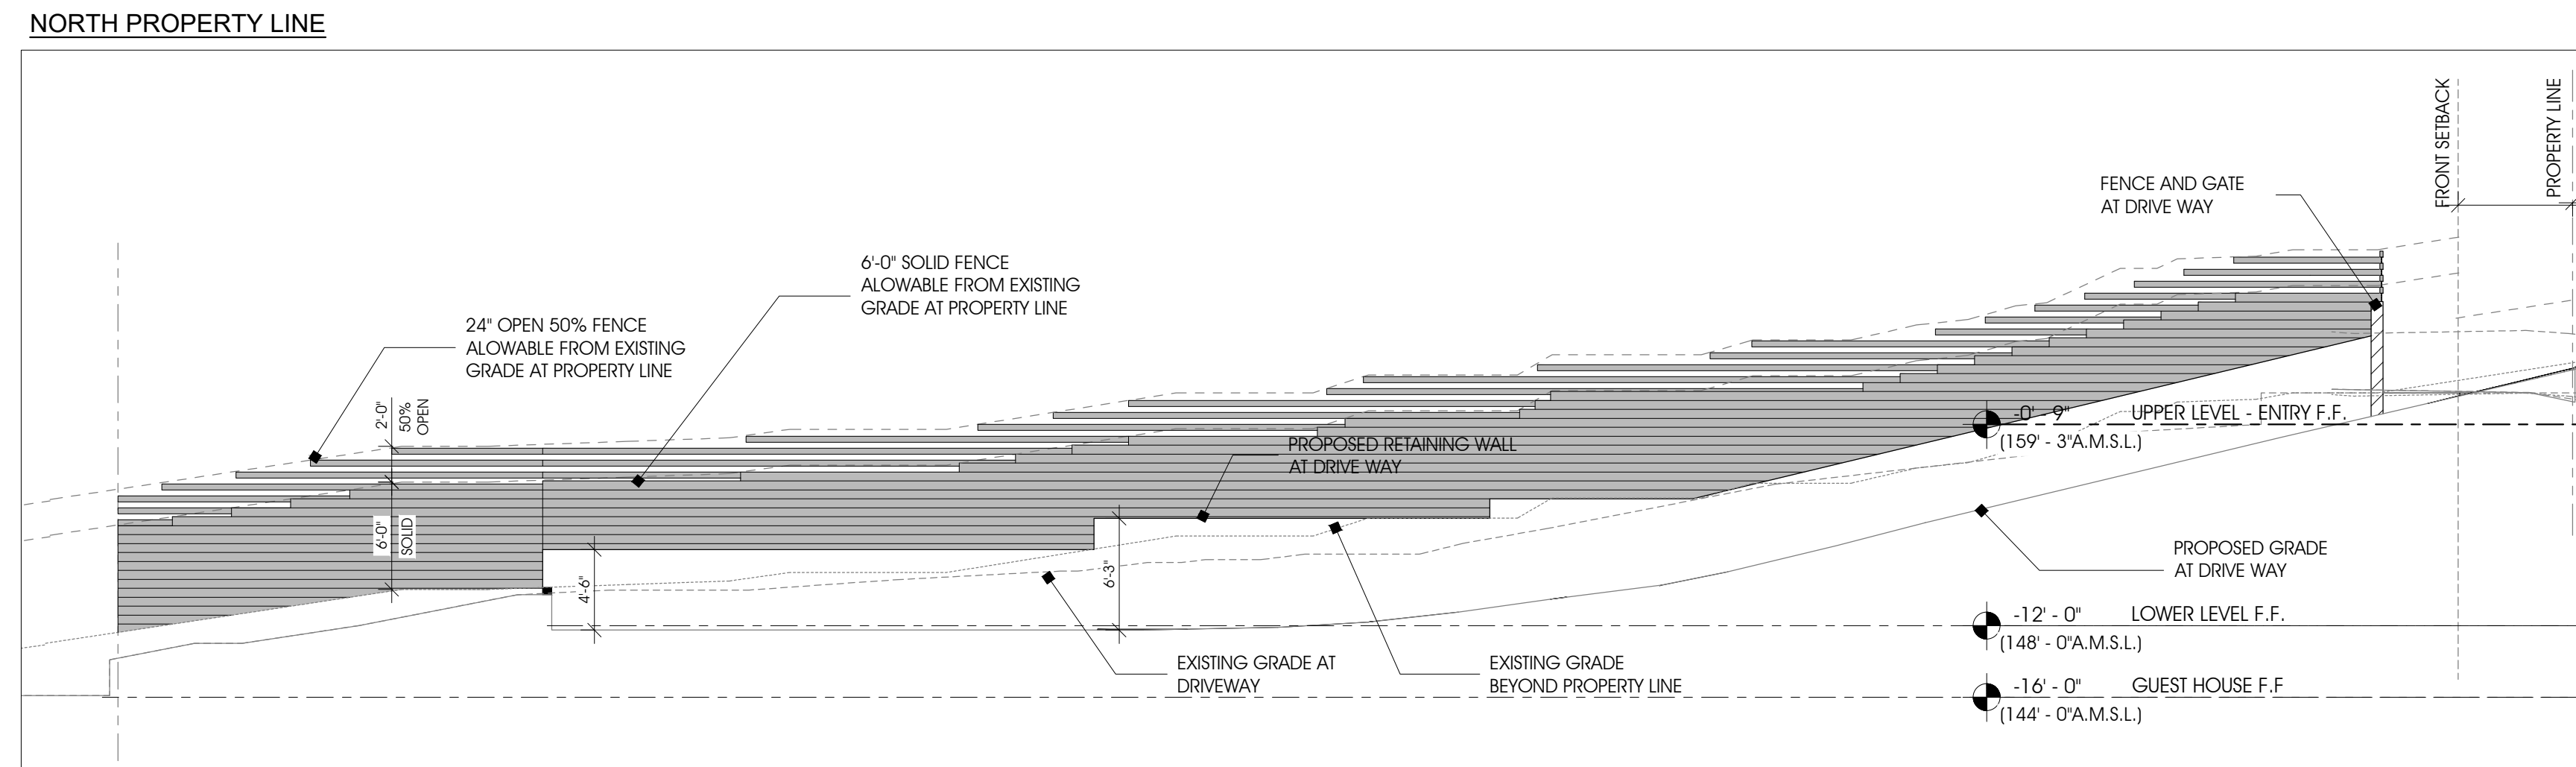 NORTH PROPERTY LINE
FRONT SETBACK
PROPERTY LINE
FENCE AND GATE
AT DRIVE WAY
6'-0" SOLID FENCE
ALOWABLE FROM EXISTING
GRADE AT PROPERTY LINE
24" OPEN 50% FENCE
ALOWABLE FROM EXISTING
GRADE AT PROPERTY LINE
2'-0"
50%
OPEN
6'-0"
SOLID
-0' - 9"
UPPER LEVEL - ENTRY F.F.
(159' - 3"A.M.S.L.)
PROPOSED RETAINING WALL
AT DRIVE WAY
4'-6"
6'-3"
PROPOSED GRADE
AT DRIVE WAY
-12' - 0"
LOWER LEVEL F.F.
(148' - 0"A.M.S.L.)
EXISTING GRADE AT
DRIVEWAY
EXISTING GRADE
BEYOND PROPERTY LINE
-16' - 0"
GUEST HOUSE F.F
(144' - 0"A.M.S.L.)